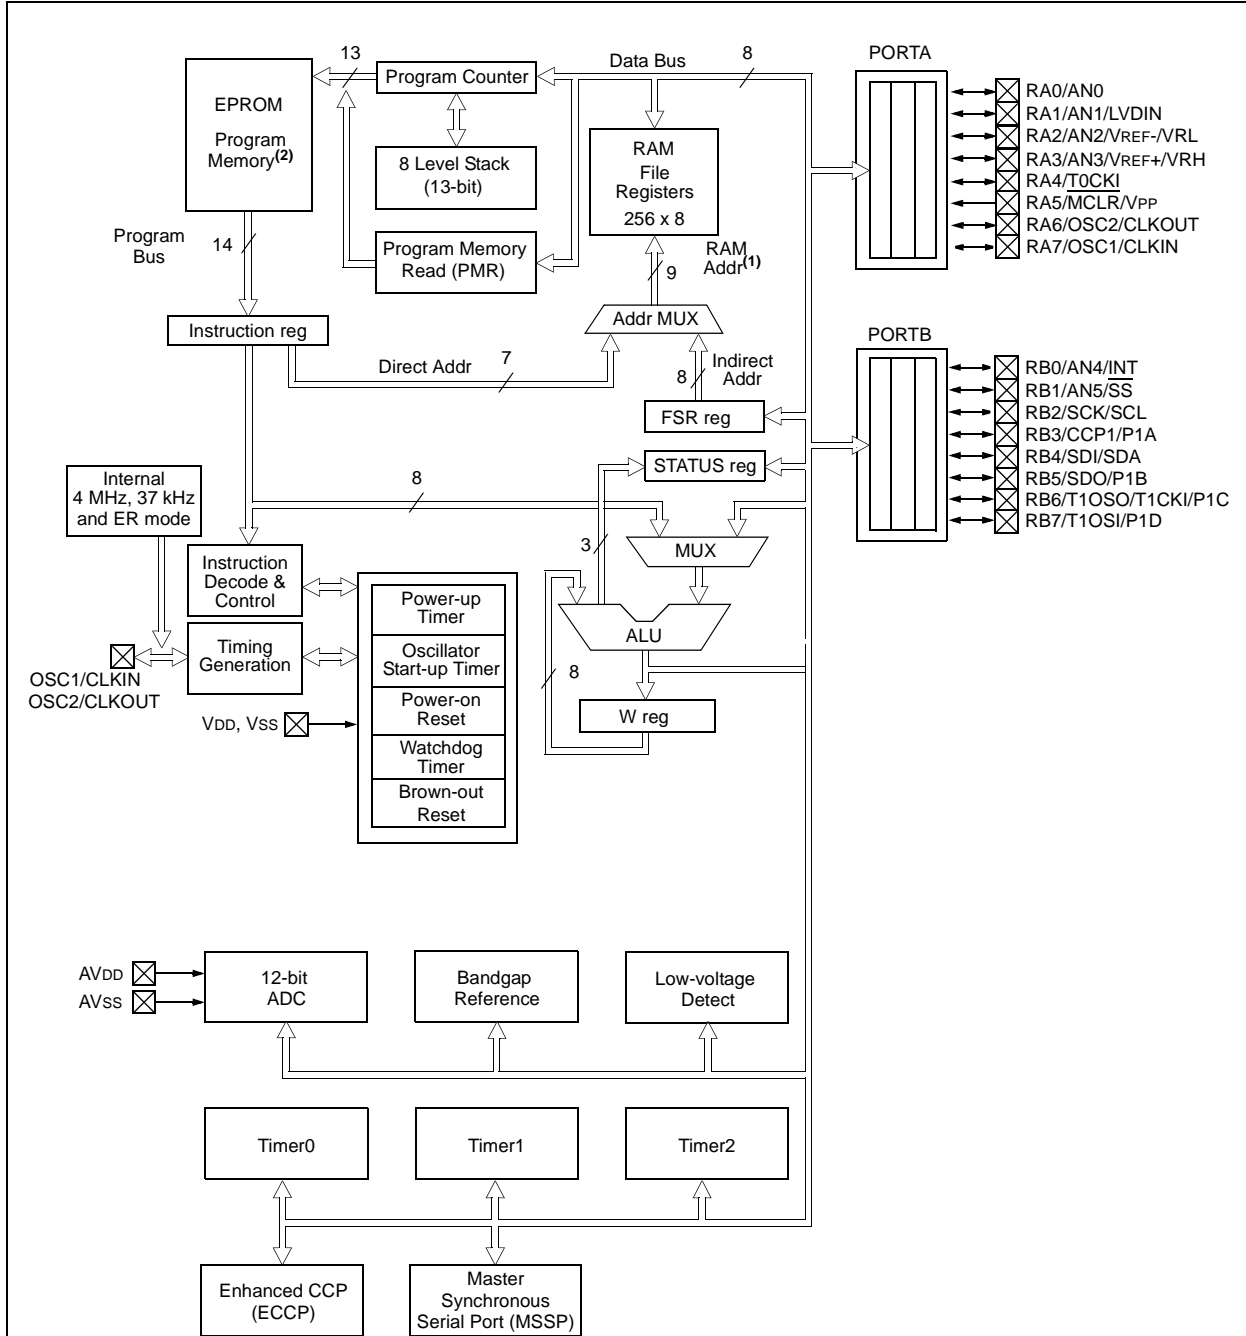 13
Program Counter
Data Bus
8
PORTA
EPROM
Program
Memory(2)
8 Level Stack
(13-bit)
RAM
File
Registers
256 x 8
RA0/AN0
RA1/AN1/LVDIN
RA2/AN2/VREF-/VRL
RA3/AN3/VREF+/VRH
RA4/T0CKI
RA5/MCLR/VPP
RA6/OSC2/CLKOUT
RA7/OSC1/CLKIN
Program
Bus
14
Program Memory
Read (PMR)
RAM
Addr(1)
9
Instruction reg
Addr MUX
PORTB
Direct Addr
7
8
Indirect
Addr
FSR reg
STATUS reg
RB0/AN4/INT
RB1/AN5/SS
RB2/SCK/SCL
RB3/CCP1/P1A
RB4/SDI/SDA
RB5/SDO/P1B
RB6/T1OSO/T1CKI/P1C
RB7/T1OSI/P1D
Internal
4 MHz, 37 kHz
and ER mode
8
3
MUX
Instruction
Decode &
Control
Power-up
Timer
ALU
Timing
Generation
Oscillator
Start-up Timer
8
OSC1/CLKIN
OSC2/CLKOUT
VDD, VSS
Power-on
Reset
W reg
Watchdog
Timer
Brown-out
Reset
AVDD
AVSS
12-bit
ADC
Bandgap
Reference
Low-voltage
Detect
Timer0
Timer1
Timer2
Enhanced CCP
(ECCP)
Master
Synchronous
Serial Port (MSSP)